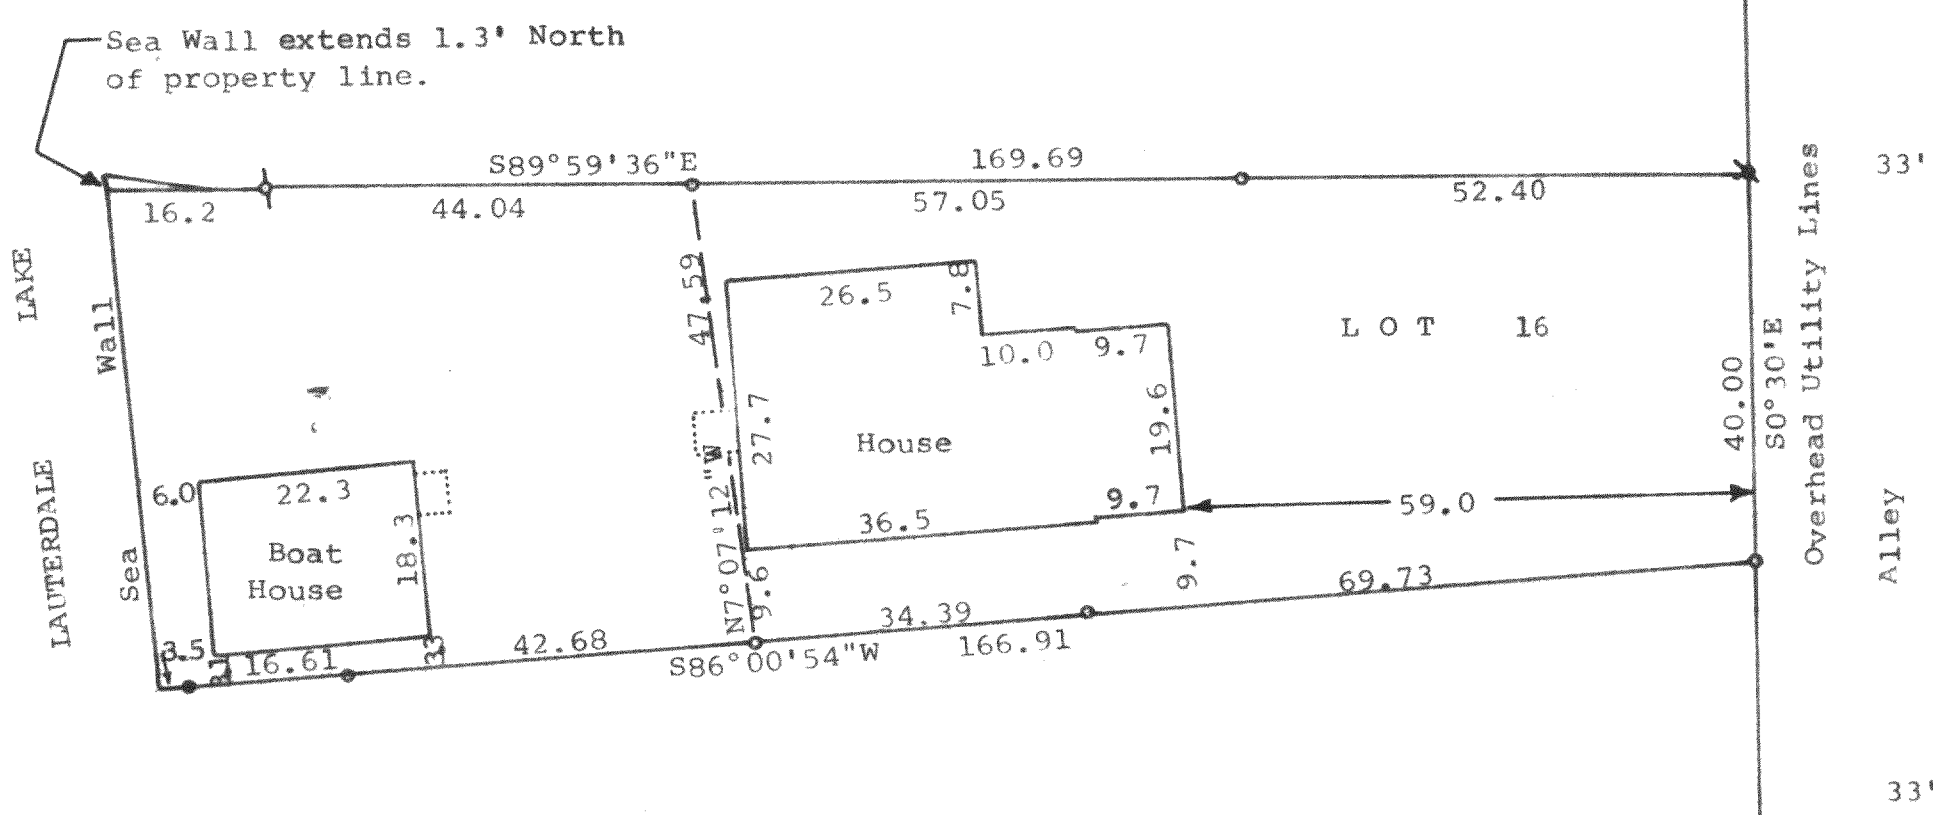 Sea Wall extends 1.3' North
of property line.
S89°59'36"E
169.69
33'
16.2
44.04
57.05
52.40
LAKE
LAUTERDALE
Sea Wall
47.59
N7°07'12"W
26.5
7.8
10.0
9.7
27.7
19.6
House
36.5
9.7
LOT 16
40.00
S0°30'E
Overhead Utility Lines
Alley
59.0
6.0
22.3
18.3
Boat
House
9.6
9.7
69.73
34.39
166.91
3.5
16.61
3.3
42.68
S86°00'54"W
33'